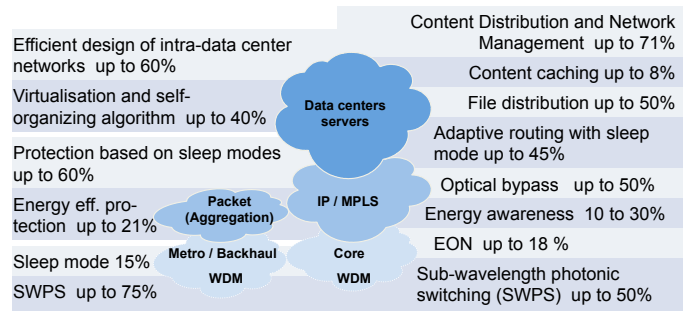 Efficient design of intra-data center
networks up to 60%
Virtualisation and self-
organizing algorithm up to 40%
Protection based on sleep modes
up to 60%
Energy eff. pro-
tection up to 21%
Sleep mode 15%
SWPS up to 75%
Data centers
servers
Packet
(Aggregation)
IP / MPLS
Metro / Backhaul
WDM
Core
WDM
Content Distribution and Network
Management up to 71%
Content caching up to 8%
File distribution up to 50%
Adaptive routing with sleep
mode up to 45%
Optical bypass up to 50%
Energy awareness 10 to 30%
EON up to 18 %
Sub-wavelength photonic
switching (SWPS) up to 50%